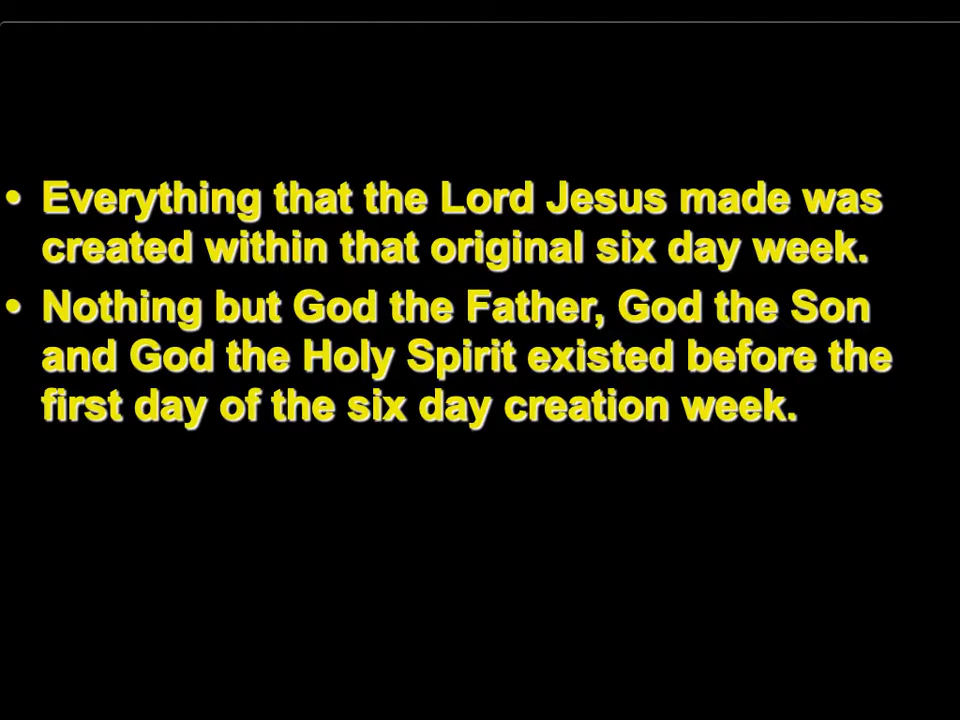 • Everything that the Lord Jesus made was
created within that original six day week.
• Nothing but God the Father, God the Son
and God the Holy Spirit existed before the
first day of the six day creation week.